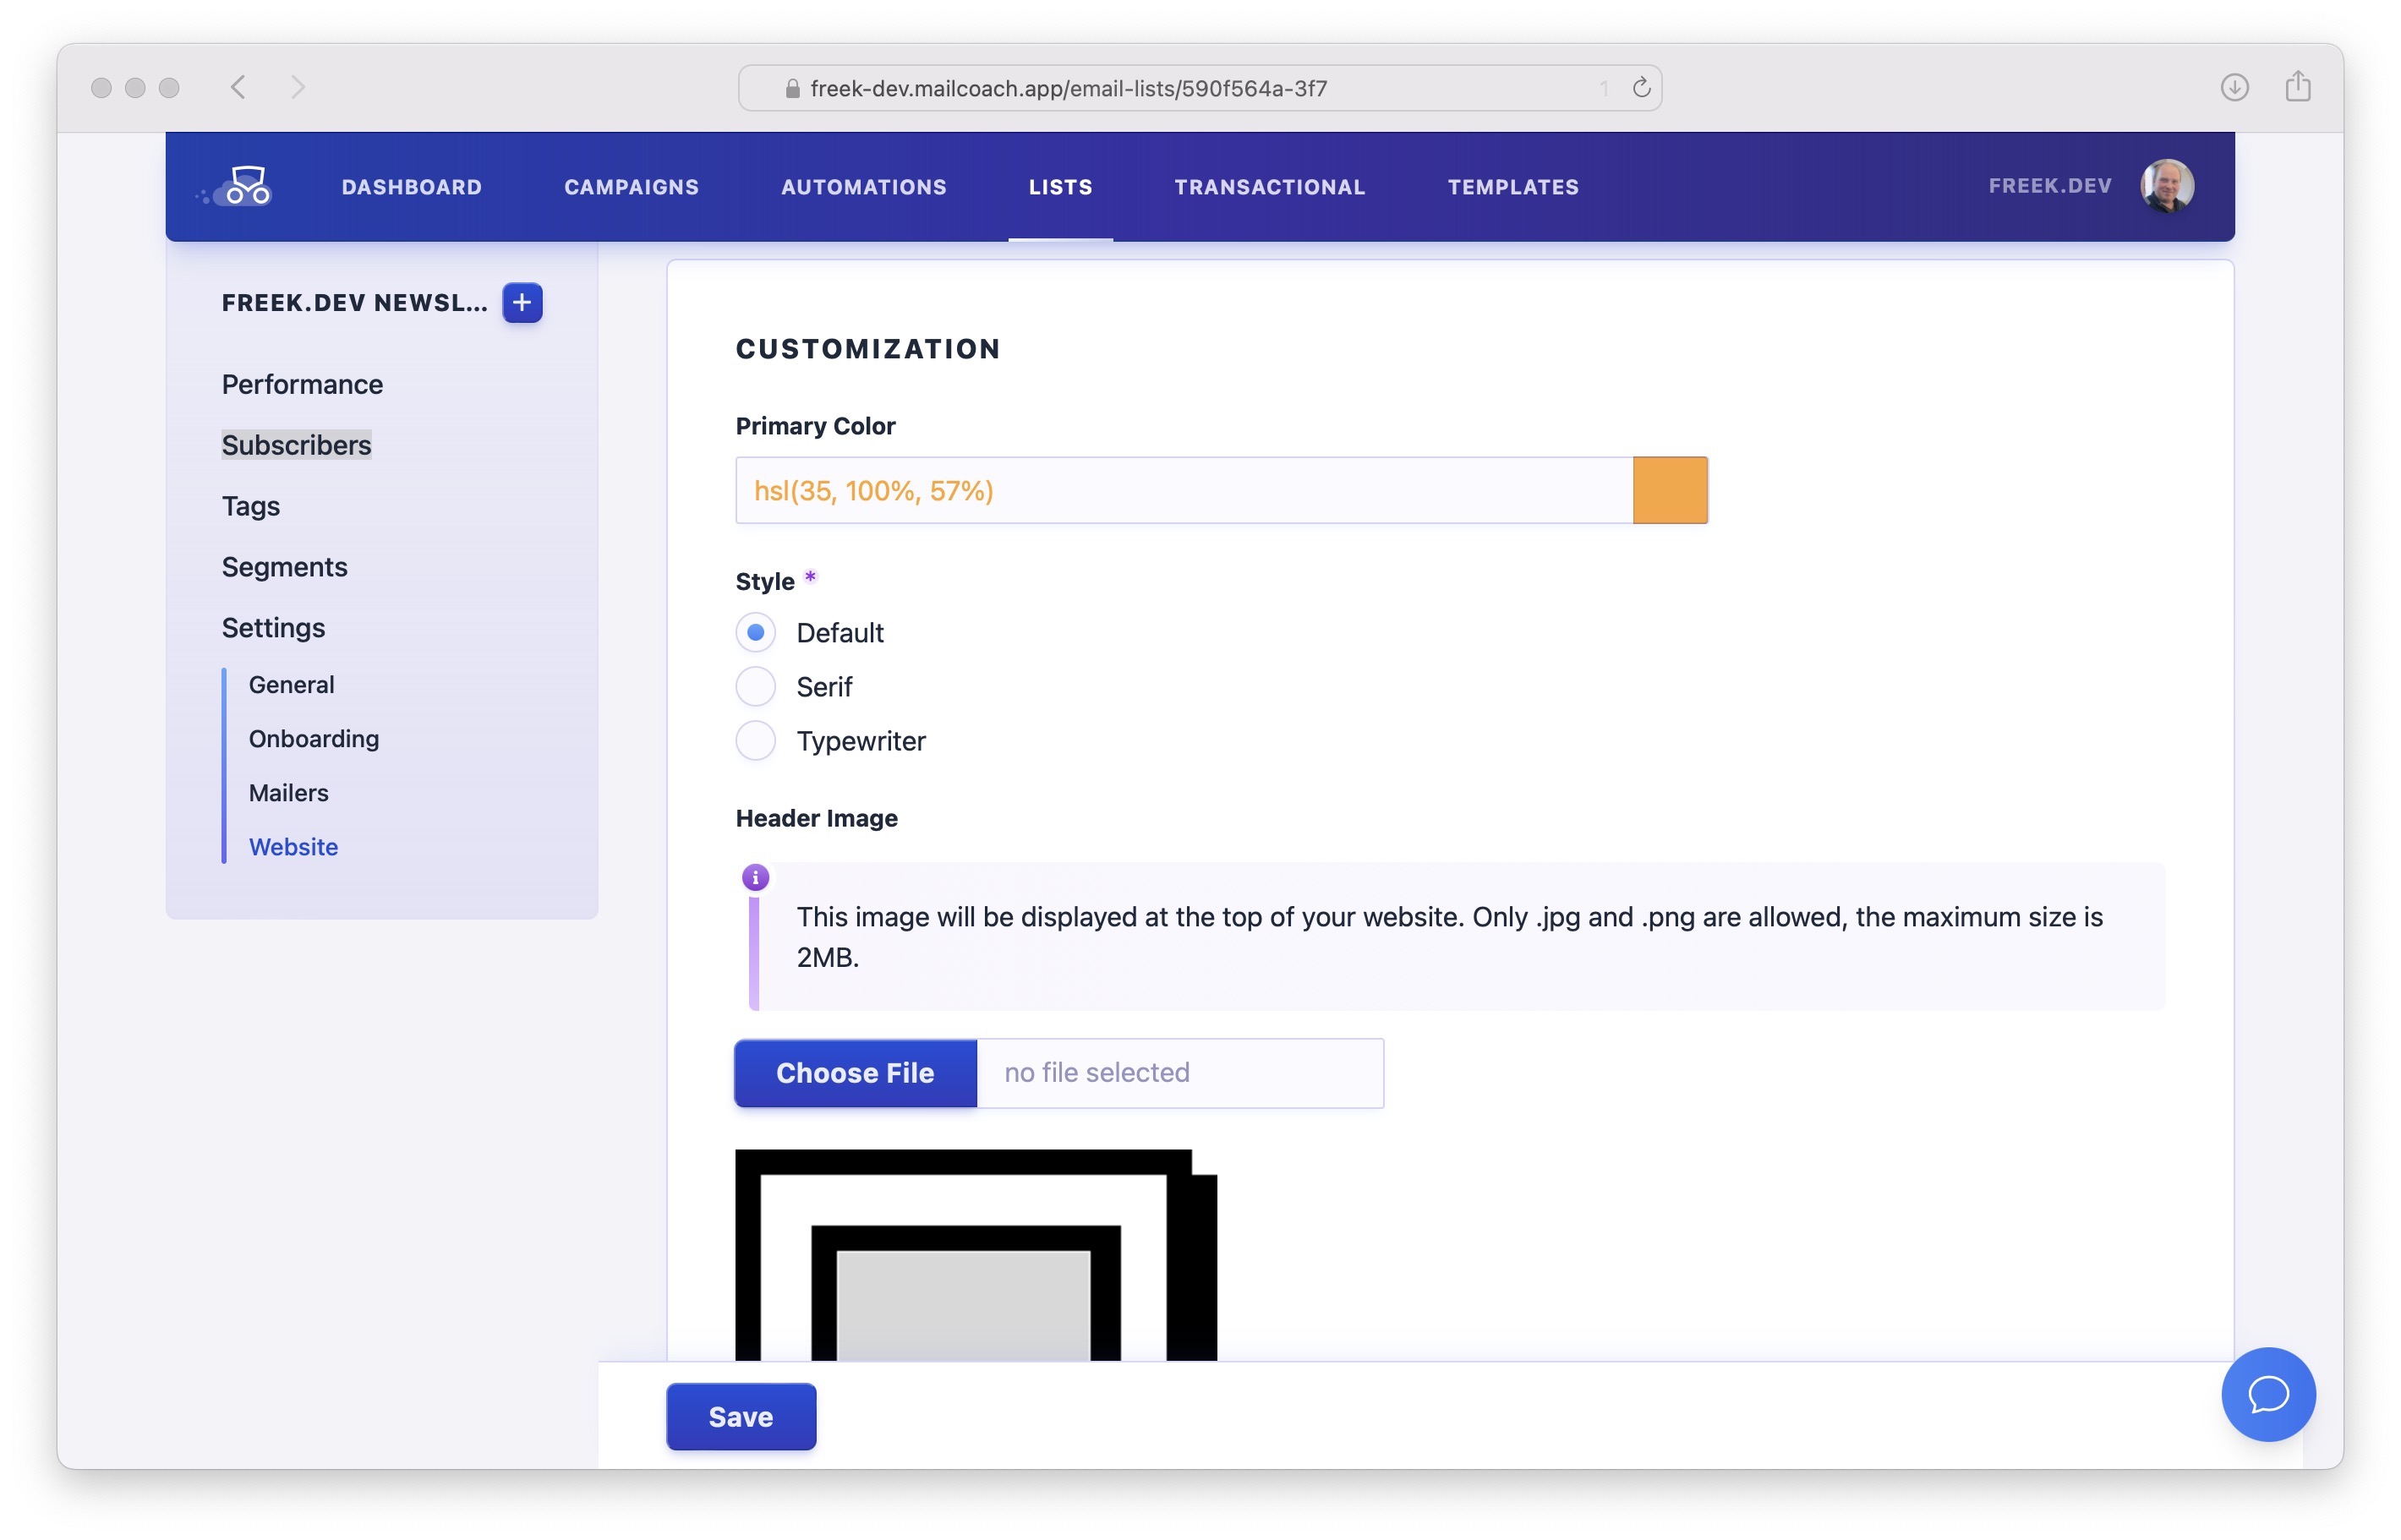 freek-dev.mailcoach.app/email-lists/590f564a-3f7
1
DASHBOARD
CAMPAIGNS
AUTOMATIONS
LISTS
TRANSACTIONAL
TEMPLATES
FREEK.DEV
FREEK.DEV NEWSL...
Performance
Subscribers
Tags
Segments
Settings
General
Onboarding
Mailers
Website
CUSTOMIZATION
Primary Color
hsl(35, 100%, 57%)
Style *
Default
Serif
Typewriter
Header Image
This image will be displayed at the top of your website. Only .jpg and .png are allowed, the maximum size is
2MB.
Choose File
no file selected
Save